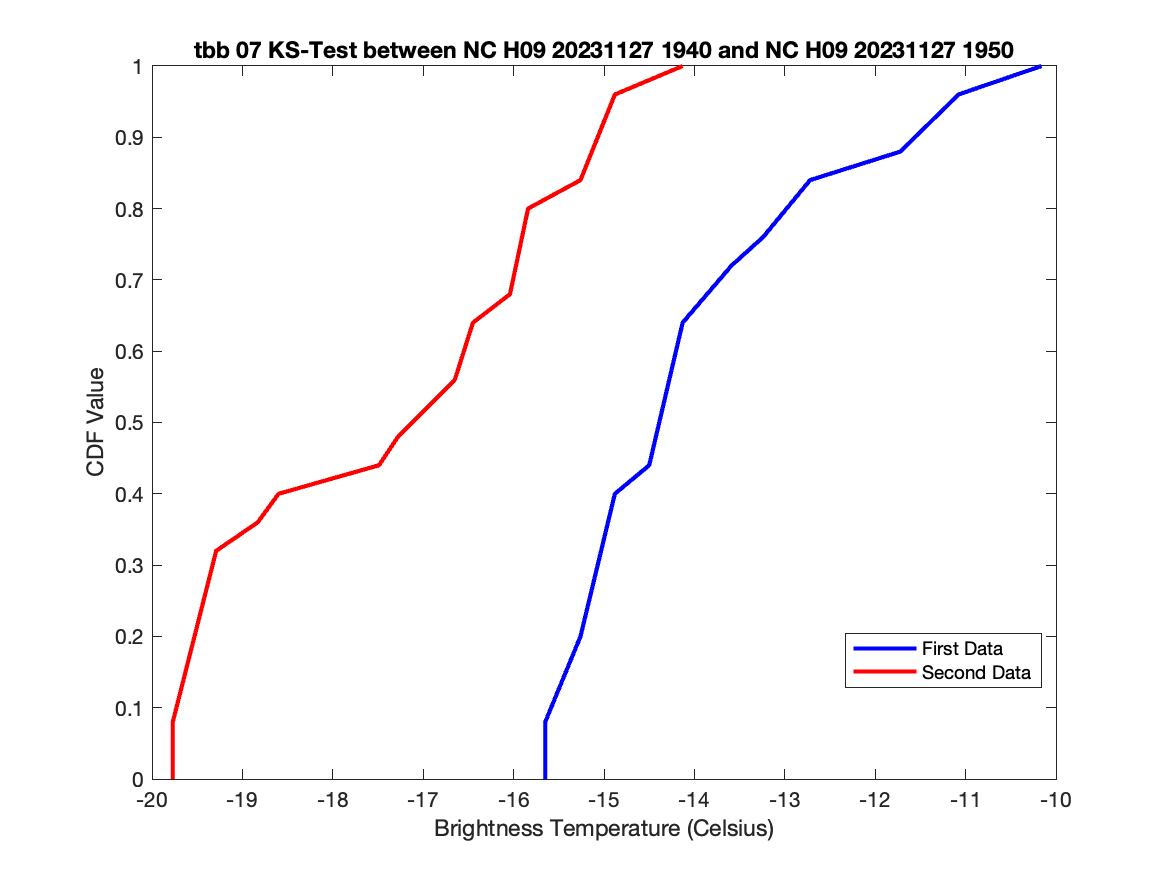 tbb 07 KS-Test between NC H09 20231127 1940 and NC H09 20231127 1950
1
0.9
0.8
0.7
0.6
0.5
0.4
0.3
0.2
0.1
0
CDF Value
First Data
Second Data
-20 -19 -18 -17 -16 -15 -14 -13 -12 -11 -10
Brightness Temperature (Celsius)